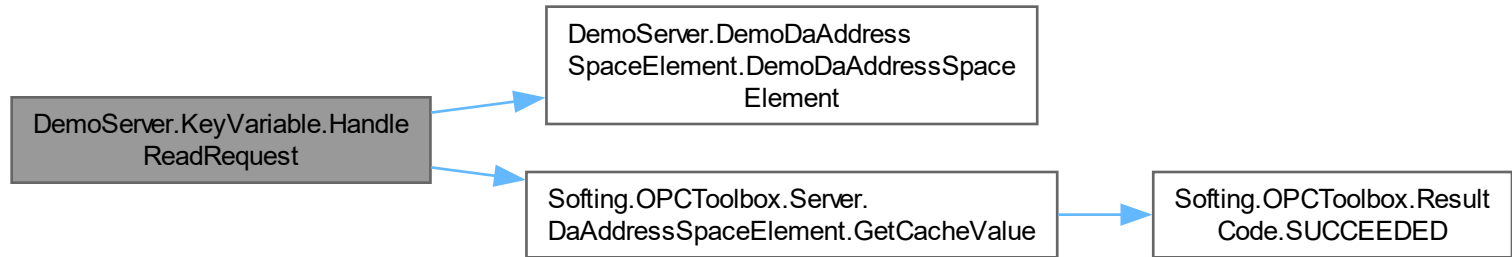 DemoServer.KeyVariable.Handle
ReadRequest
DemoServer.DemoDaAddress
SpaceElement.DemoDaAddressSpace
Element
Softing.OPCToolbox.Server.
DaAddressSpaceElement.GetCacheValue
Softing.OPCToolbox.Result
Code.SUCCEEDED